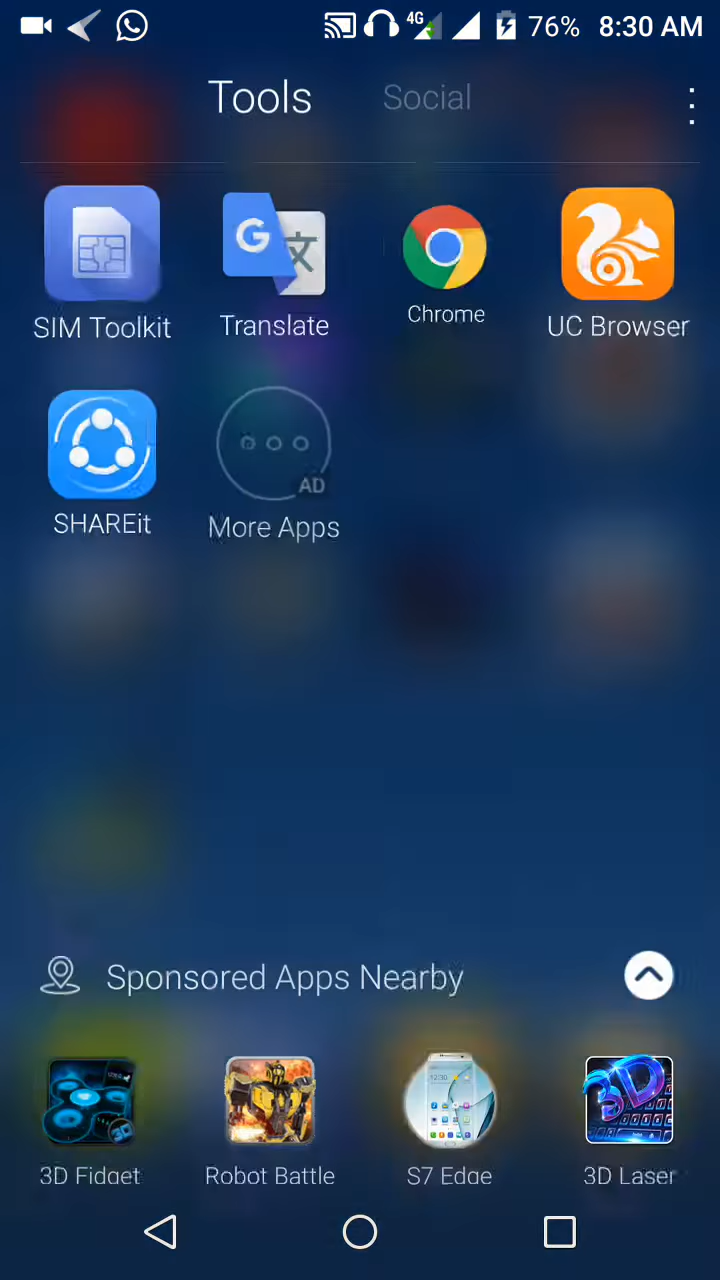 4G 76% 8:30 AM
Tools Social
SIM Toolkit Translate Chrome UC Browser
SHAREit AD More Apps
Sponsored Apps Nearby
3D Fidget Robot Battle S7 Edge 3D Laser